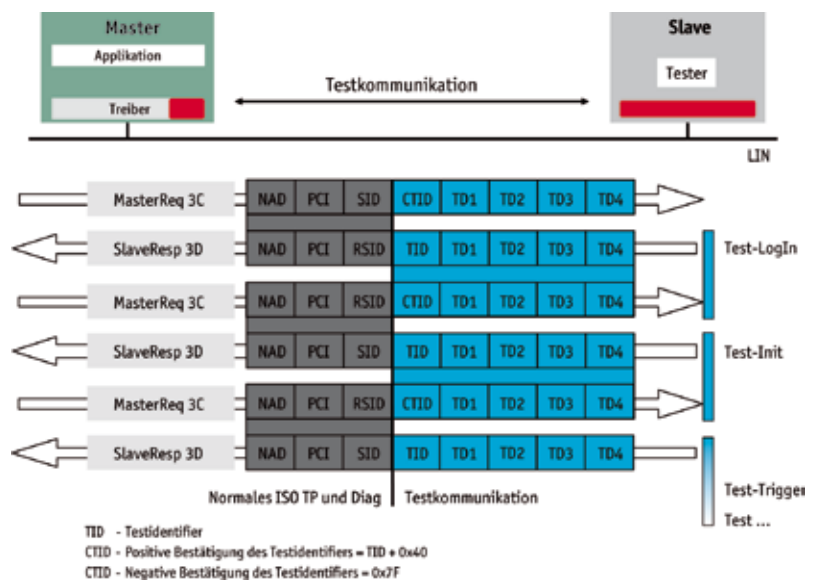 Master
Applikation
Treiber
Testkommunikation
Slave
Tester
LIN
MasterReq 3C NAD PCI SID CTID TD1 TD2 TD3 TD4
SlaveResp 3D NAD PCI RSID TID TD1 TD2 TD3 TD4 Test-LogIn
MasterReq 3C NAD PCI RSID CTID TD1 TD2 TD3 TD4
SlaveResp 3D NAD PCI SID TID TD1 TD2 TD3 TD4 Test-Init
MasterReq 3C NAD PCI RSID CTID TD1 TD2 TD3 TD4
SlaveResp 3D NAD PCI SID TID TD1 TD2 TD3 TD4
Test-Trigger
Test ...
Normales ISO TP und Diag Testkommunikation
TID - Testidentifier
CTID - Positive Bestätigung des Testidentifiers = TID + 0x40
CTID - Negative Bestätigung des Testidentifiers = 0x7F